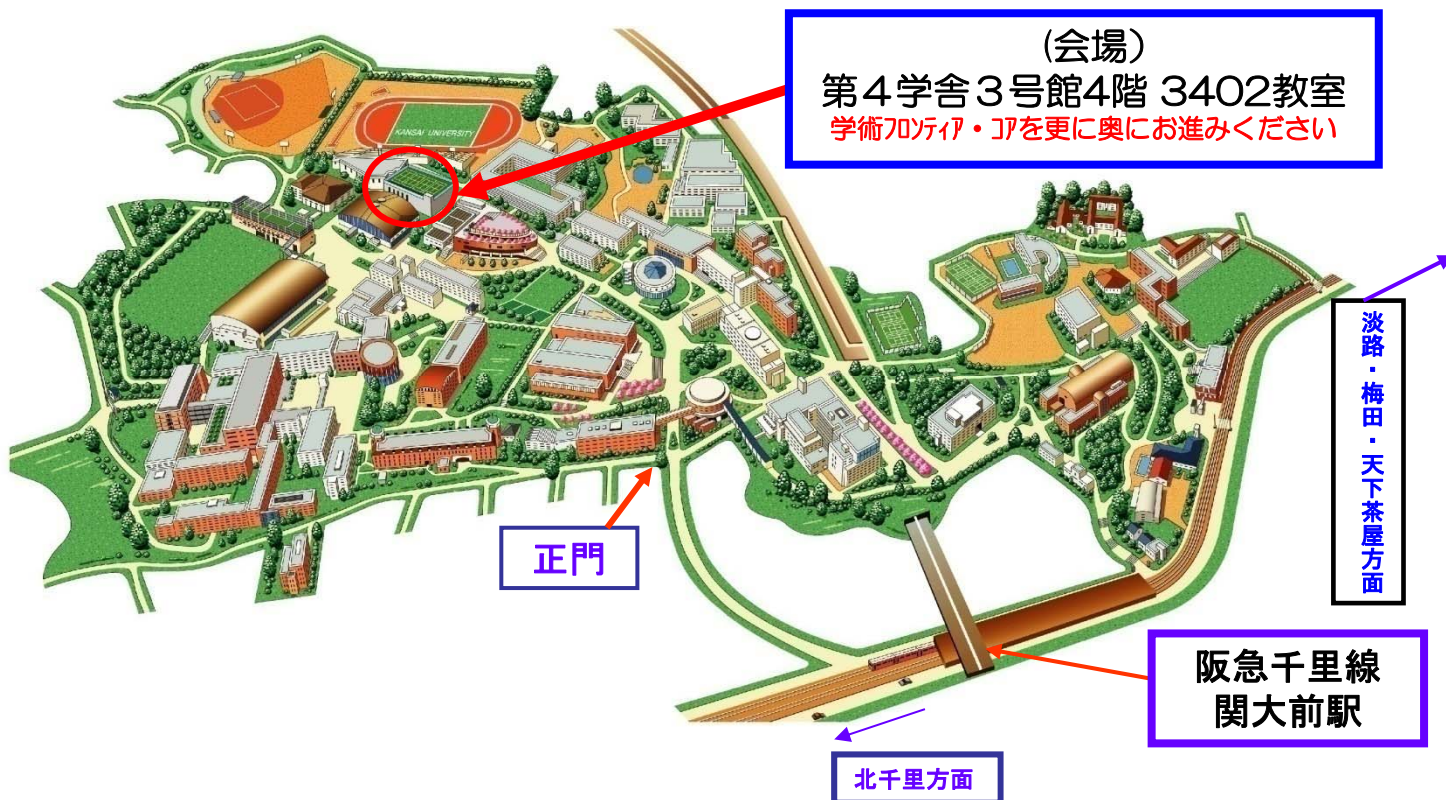 (会場）
第４学舎３号館4階 3402教室
学術ﾌﾛﾝﾃｨｱ・ｺｱを更に奥にお進みください
KANSAI UNIVERSITY
淡路・梅田・天下茶屋方面
正門
阪急千里線
関大前駅
北千里方面